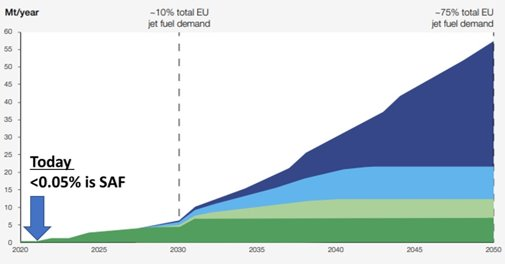 Mt/year
~10% total EU
jet fuel demand
~75% total EU
jet fuel demand
60
55
50
45
40
35
30
25
20
15
10
5
0
Today
<0.05% is SAF
2020
2025
2030
2035
2040
2045
2050